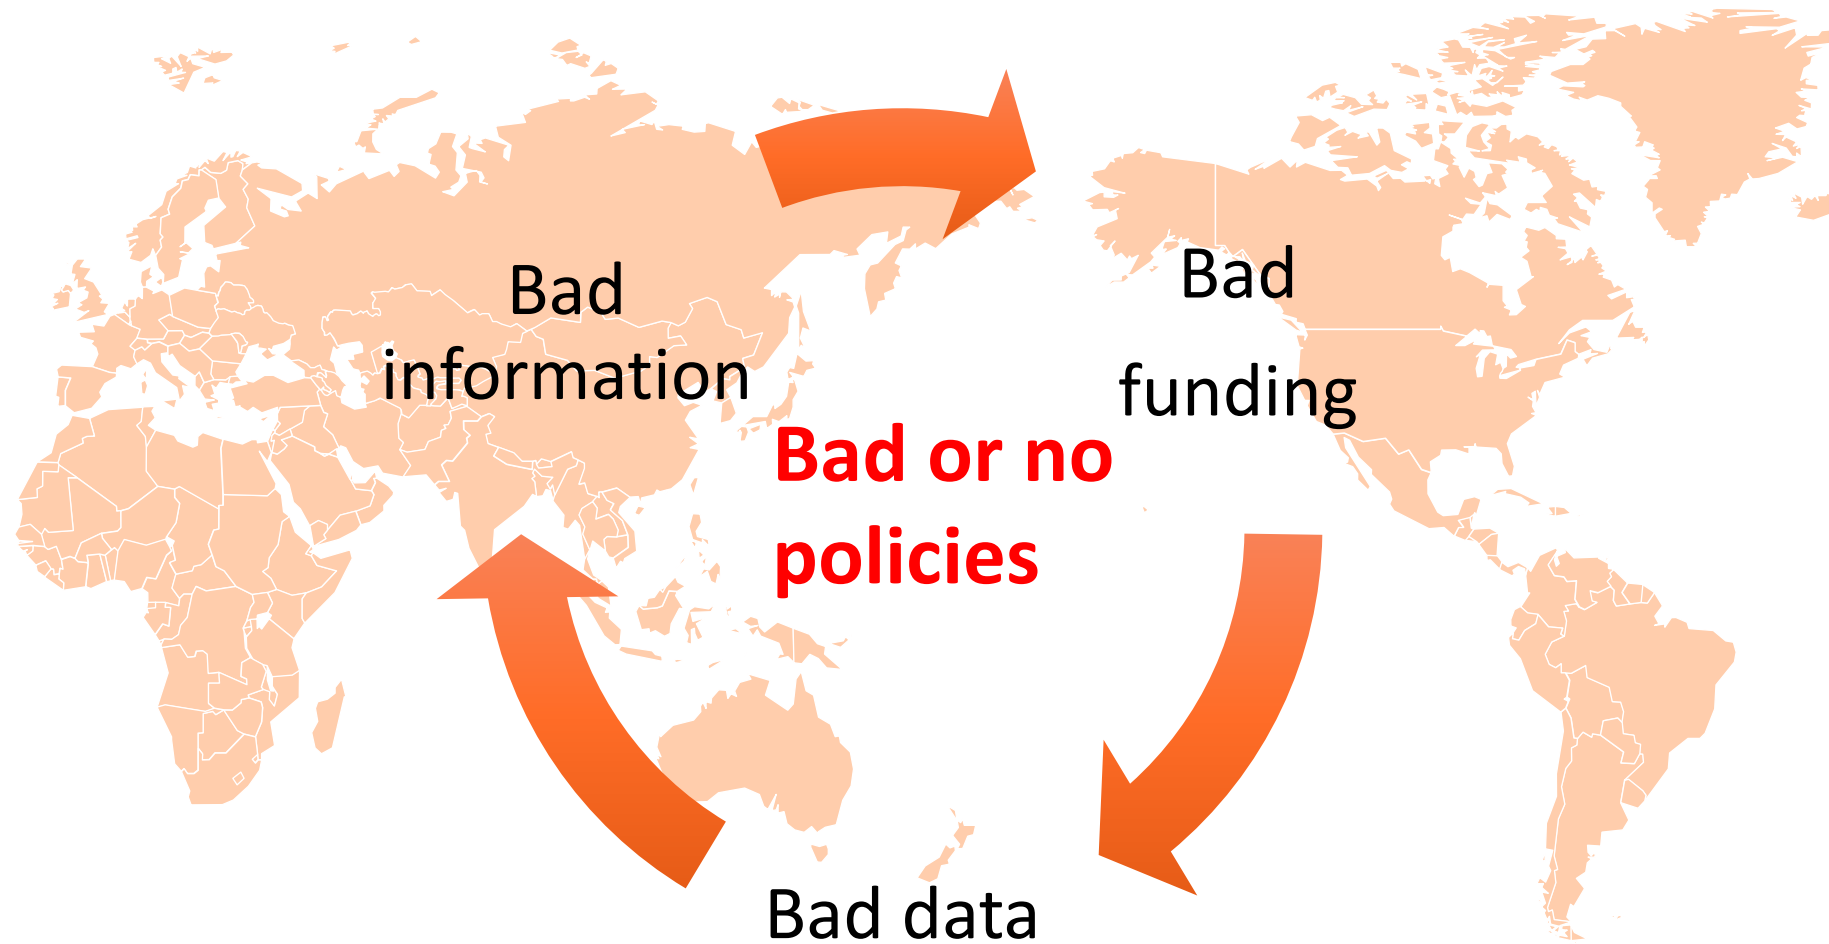 Bad
information
Bad
funding
Bad or no
policies
Bad data